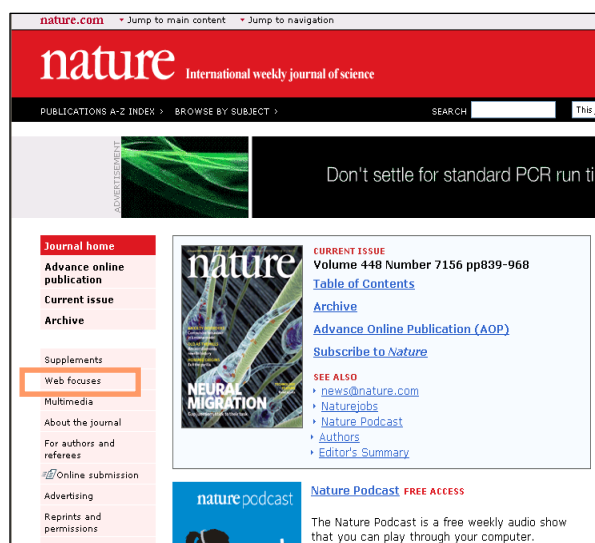 nature.com ▾ Jump to main content ▾ Jump to navigation
nature International weekly journal of science
PUBLICATIONS A-Z INDEX > BROWSE BY SUBJECT > SEARCH This
ADVERTISEMENT
Don't settle for standard PCR run ti
Journal home
Advance online
publication
Current issue
Archive
Supplements
Web focuses
Multimedia
About the journal
For authors and
referees
Online submission
Advertising
Reprints and
permissions
nature
NEURAL
MIGRATION
CURRENT ISSUE
Volume 448 Number 7156 pp839-968
Table of Contents
Archive
Advance Online Publication (AOP)
Subscribe to Nature
SEE ALSO
news@nature.com
Naturejobs
Nature Podcast
Authors
Editor's Summary
nature podcast
Nature Podcast FREE ACCESS
The Nature Podcast is a free weekly audio show
that you can play through your computer.